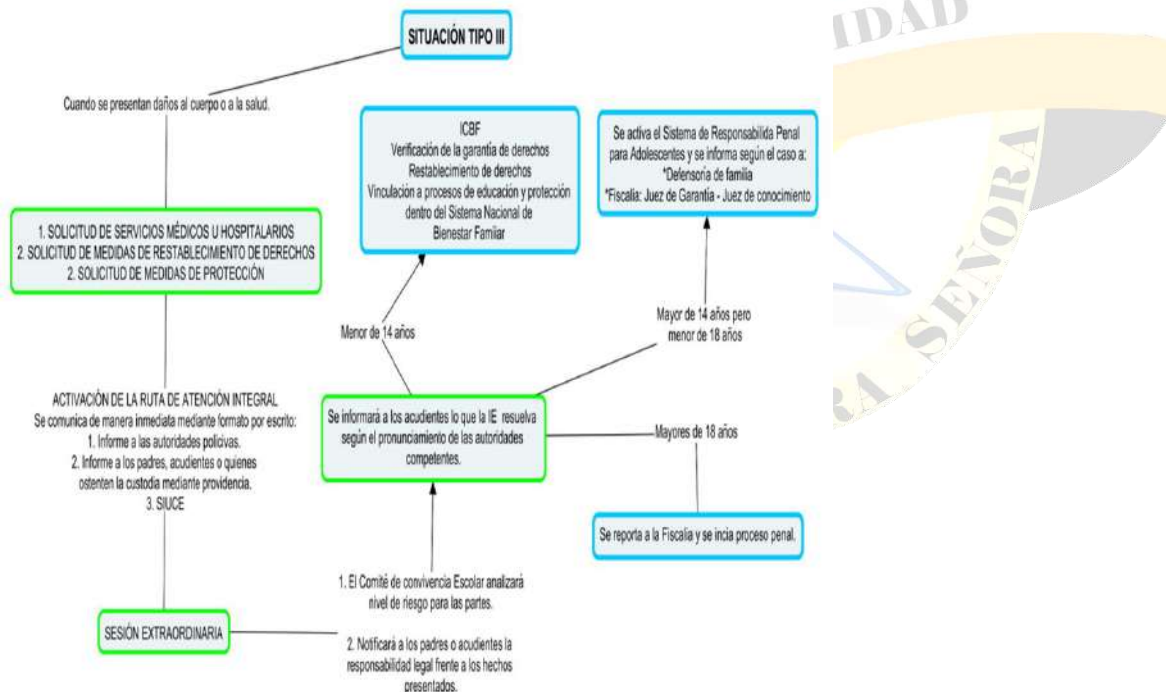 SITUACIÓN TIPO III
Cuando se presentan daños al cuerpo o a la salud.
1. SOLICITUD DE SERVICIOS MÉDICOS U HOSPITALARIOS
2. SOLICITUD DE MEDIDAS DE RESTABLECIMIENTO DE DERECHOS
2. SOLICITUD DE MEDIDAS DE PROTECCIÓN
ACTIVACIÓN DE LA RUTA DE ATENCIÓN INTEGRAL
Se comunica de manera inmediata mediante formato por escrito:
1. Informe a las autoridades policivas.
2. Informe a los padres, acudientes o quienes
ostenten la custodia mediante providencia.
3. SIUCE
SESIÓN EXTRAORDINARIA
1. El Comité de convivencia Escolar analizará
nivel de riesgo para las partes.
2. Notificará a los padres o acudientes la
responsabilidad legal frente a los hechos
presentados.
Se informará a los acudientes lo que la IE resuelva
según el pronunciamiento de las autoridades
competentes.
Menor de 14 años
ICBF
Verificación de la garantía de derechos
Restablecimiento de derechos
Vinculación a procesos de educación y protección
dentro del Sistema Nacional de
Bienestar Familiar
Mayor de 14 años pero
menor de 18 años
Se activa el Sistema de Responsabilida Penal
para Adolescentes y se informa según el caso a:
*Defensoria de familia
*Fiscalia: Juez de Garantía - Juez de conocimiento
Mayores de 18 años
Se reporta a la Fiscalia y se incia proceso penal.
IDAD
RA SEÑORA